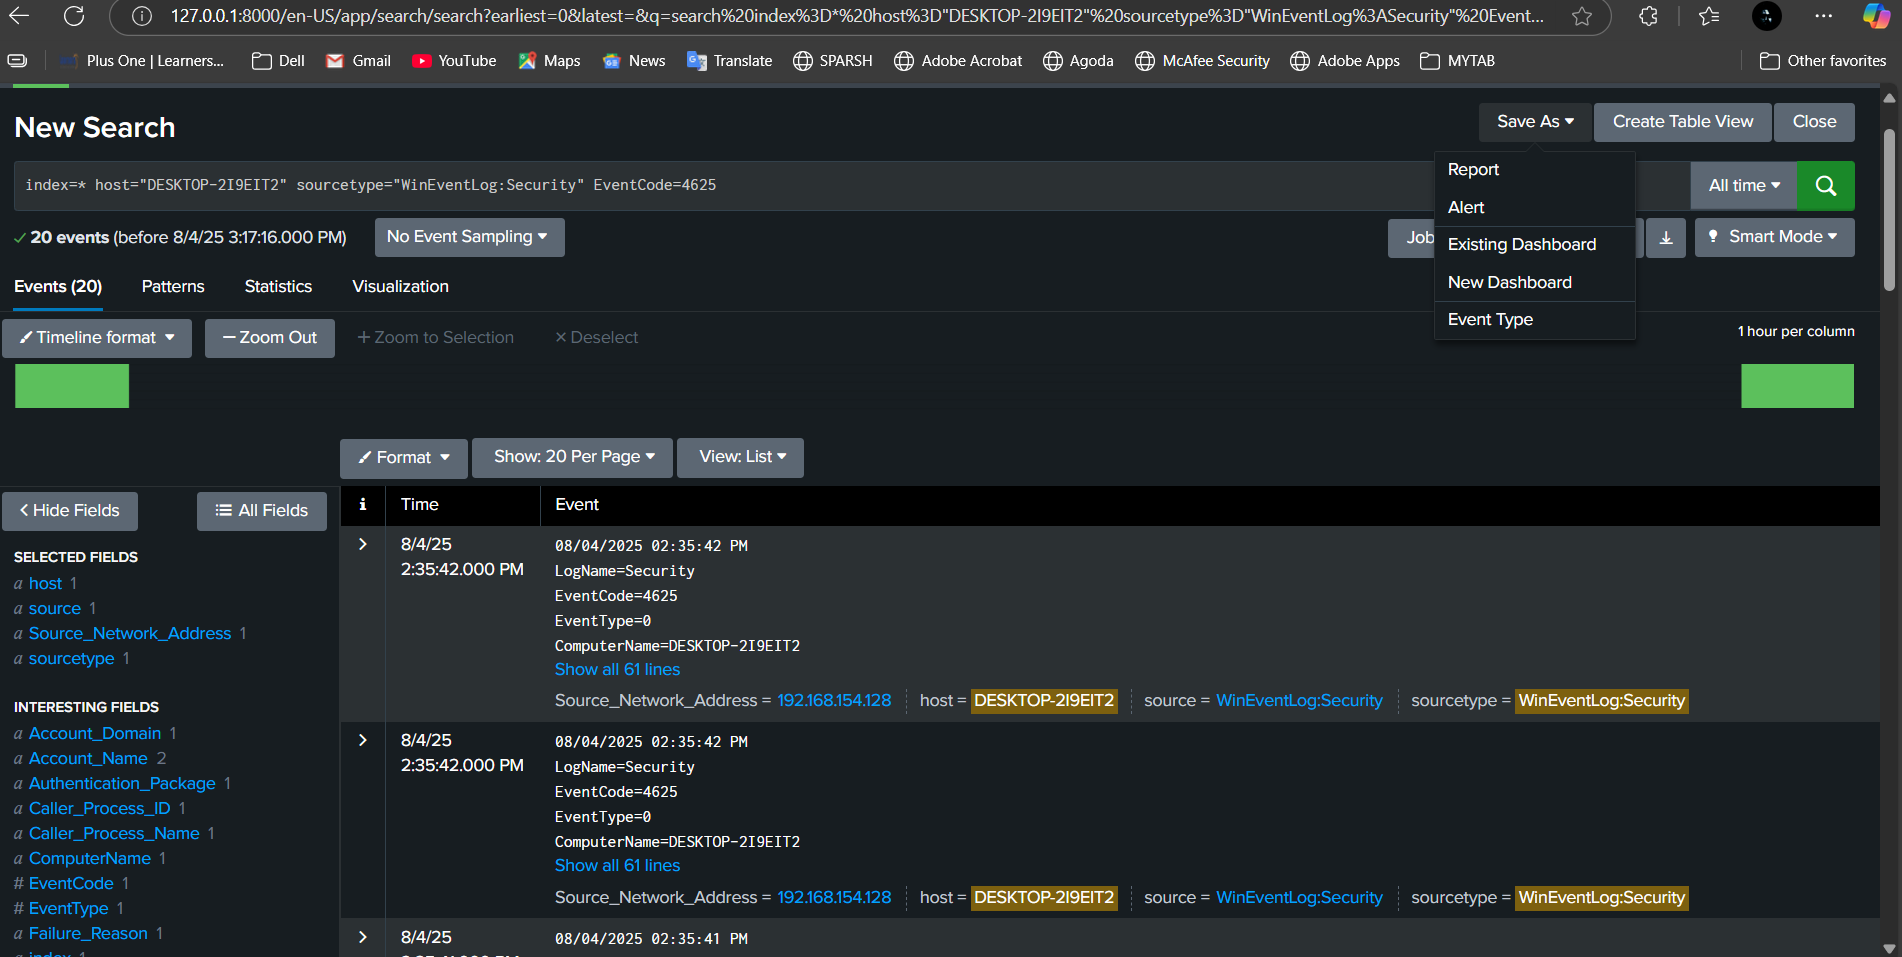 127.0.0.1:8000/en-US/app/search/search?earliest=0&latest=&q=search%20index%3D*%20host%3D"DESKTOP-2I9EIT2"%20sourcetype%3D"WinEventLog%3ASecurity"%20Event...
Plus One | Learners... Dell Gmail YouTube Maps News Translate SPARSH Adobe Acrobat Agoda McAfee Security Adobe Apps MYTAB Other favorites
New Search
Save As Create Table View Close
index=* host="DESKTOP-2I9EIT2" sourcetype="WinEventLog:Security" EventCode=4625
All time
Report
Alert
Existing Dashboard
New Dashboard
Event Type
20 events (before 8/4/25 3:17:16.000 PM) No Event Sampling Job Smart Mode
Events (20) Patterns Statistics Visualization
Timeline format — Zoom Out + Zoom to Selection × Deselect 1 hour per column
Format Show: 20 Per Page View: List
< Hide Fields All Fields
i Time Event
SELECTED FIELDS
a host 1
a source 1
a Source_Network_Address 1
a sourcetype 1
INTERESTING FIELDS
a Account_Domain 1
a Account_Name 2
a Authentication_Package 1
a Caller_Process_ID 1
a Caller_Process_Name 1
a ComputerName 1
# EventCode 1
# EventType 1
a Failure_Reason 1
a index 1
> 8/4/25
2:35:42.000 PM
08/04/2025 02:35:42 PM
LogName=Security
EventCode=4625
EventType=0
ComputerName=DESKTOP-2I9EIT2
Show all 61 lines
Source_Network_Address = 192.168.154.128 host = DESKTOP-2I9EIT2 source = WinEventLog:Security sourcetype = WinEventLog:Security
> 8/4/25
2:35:42.000 PM
08/04/2025 02:35:42 PM
LogName=Security
EventCode=4625
EventType=0
ComputerName=DESKTOP-2I9EIT2
Show all 61 lines
Source_Network_Address = 192.168.154.128 host = DESKTOP-2I9EIT2 source = WinEventLog:Security sourcetype = WinEventLog:Security
> 8/4/25
08/04/2025 02:35:41 PM